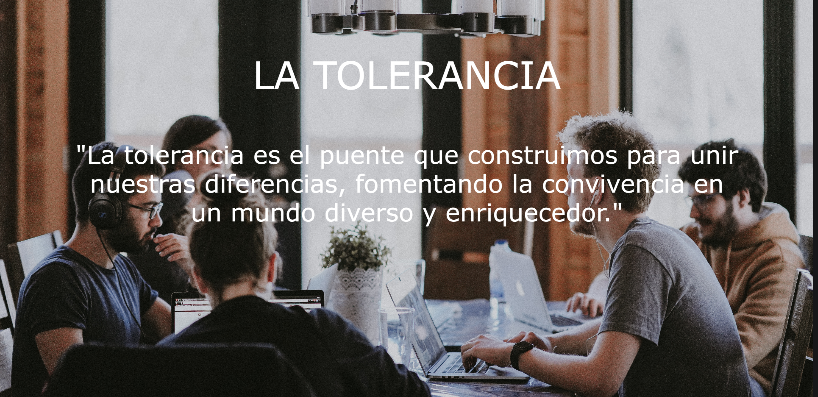 LA TOLERANCIA
"La tolerancia es el puente que construimos para unir
nuestras diferencias, fomentando la convivencia en
un mundo diverso y enriquecedor."